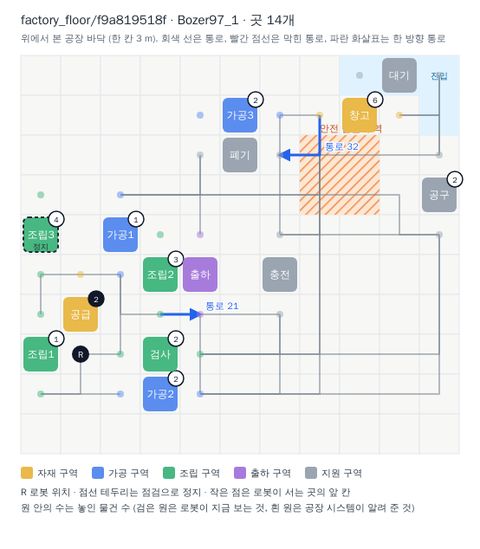 factory_floor/f9a819518f · Bozer97_1 · 곳 14개
위에서 본 공장 바닥 (한 칸 3 m). 회색 선은 통로, 빨간 점선은 막힌 통로, 파란 화살표는 한 방향 통로
대기
6
2
가공3
창고
안전
역
통로 32
폐기
2
공구
4
1
조립3
정지
가공1
3
조립2
출하
충전
2
공급
통로 21
1
2
조립1
R
검사
2
가공2
자재 구역
가공 구역
조립 구역
출하 구역
지원 구역
R 로봇 위치 · 점선 테두리는 점검으로 정지 · 작은 점은 로봇이 서는 곳의 앞 칸
원 안의 수는 놓인 물건 수 (검은 원은 로봇이 지금 보는 것, 흰 원은 공장 시스템이 알려 준 것)